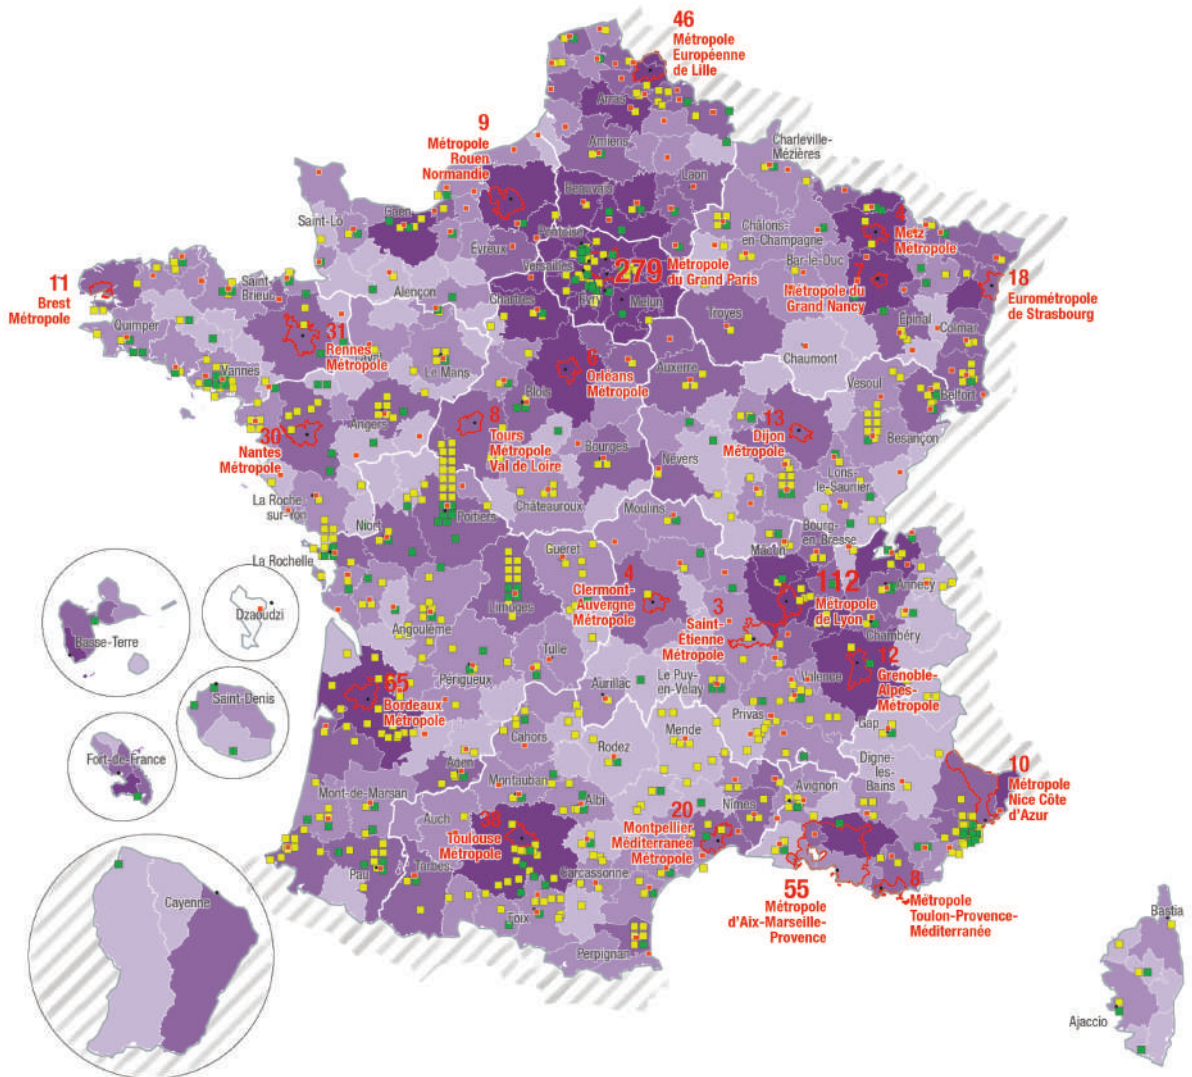 46
Métropole
Européenne
de Lille
Arras
9
Métropole
Rouen
Normandie
Amiens
Charleville-
Mézières
Laon
Beauvais
Saint-Lô
Caen
Évreux
Pontoise
Versailles
279
Métropole
du Grand Paris
Évry
Melun
Châlons-
en-Champagne
Bar-le-Duc
Metz
Métropole
7
Métropole du
Grand Nancy
18
Eurométropole
de Strasbourg
11
Brest
Métropole
Saint-
Brieuc
Quimper
Alençon
Chartres
Troyes
Épinal
Colmar
31
Rennes
Métropole
Vannes
Le Mans
6
Orléans
Métropole
Chaumont
Auxerre
Vesoul
Belfort
Blois
30
Nantes
Métropole
Angers
8
Tours
Métropole
Val de Loire
Bourges
Nevers
13
Dijon
Métropole
Besançon
Lons-
le-Saunier
La Roche-
sur-Yon
Niort
Poitiers
Châteauroux
Moulins
Mâcon
Bourg-
en-Bresse
La Rochelle
Guéret
Limoges
4
Clermont-
Auvergne
Métropole
3
Saint-
Étienne
Métropole
112
Métropole
de Lyon
Annecy
Chambéry
Angoulême
Tulle
Périgueux
Aurillac
Le Puy-
en-Velay
Valence
12
Grenoble-
Alpes-
Métropole
55
Bordeaux
Métropole
Privas
Gap
Cahors
Rodez
Mende
Agen
Montauban
Albi
Mont-de-Marsan
Auch
38
Toulouse
Métropole
Nîmes
Avignon
Digne-
les-
Bains
10
Métropole
Nice Côte
d'Azur
20
Montpellier
Méditerranée
Métropole
Pau
Tarbes
Carcassonne
Foix
Perpignan
55
Métropole
d'Aix-Marseille-
Provence
8
Métropole
Toulon-Provence-
Méditerranée
Bastia
Ajaccio
Basse-Terre
Dzaoudzi
Saint-Denis
Fort-de-France
Cayenne